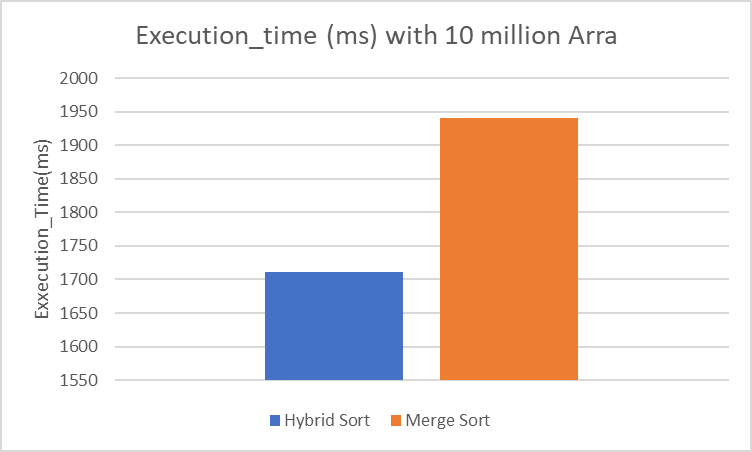 Execution_time (ms) with 10 million Arra
Exxecution_Time(ms)
2000
1950
1900
1850
1800
1750
1700
1650
1600
1550
Hybrid Sort
Merge Sort